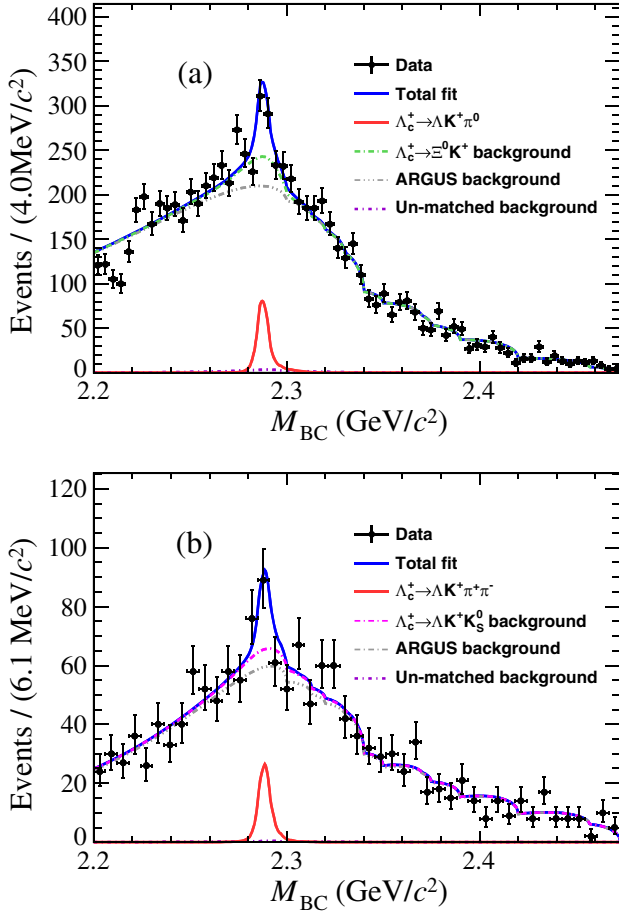 Events / (4.0MeV/c²)
400
350
300
250
200
150
100
50
0
(a)
Data
Total fit
Λc⁺→ΛK⁺π⁰
Λc⁺→Ξ⁰K⁺ background
ARGUS background
Un-matched background
2.2 2.3 2.4
M_BC (GeV/c²)
Events / (6.1 MeV/c²)
120
100
80
60
40
20
0
(b)
Data
Total fit
Λc⁺→ΛK⁺π⁺π⁻
Λc⁺→ΛK⁺K_S⁰ background
ARGUS background
Un-matched background
2.2 2.3 2.4
M_BC (GeV/c²)